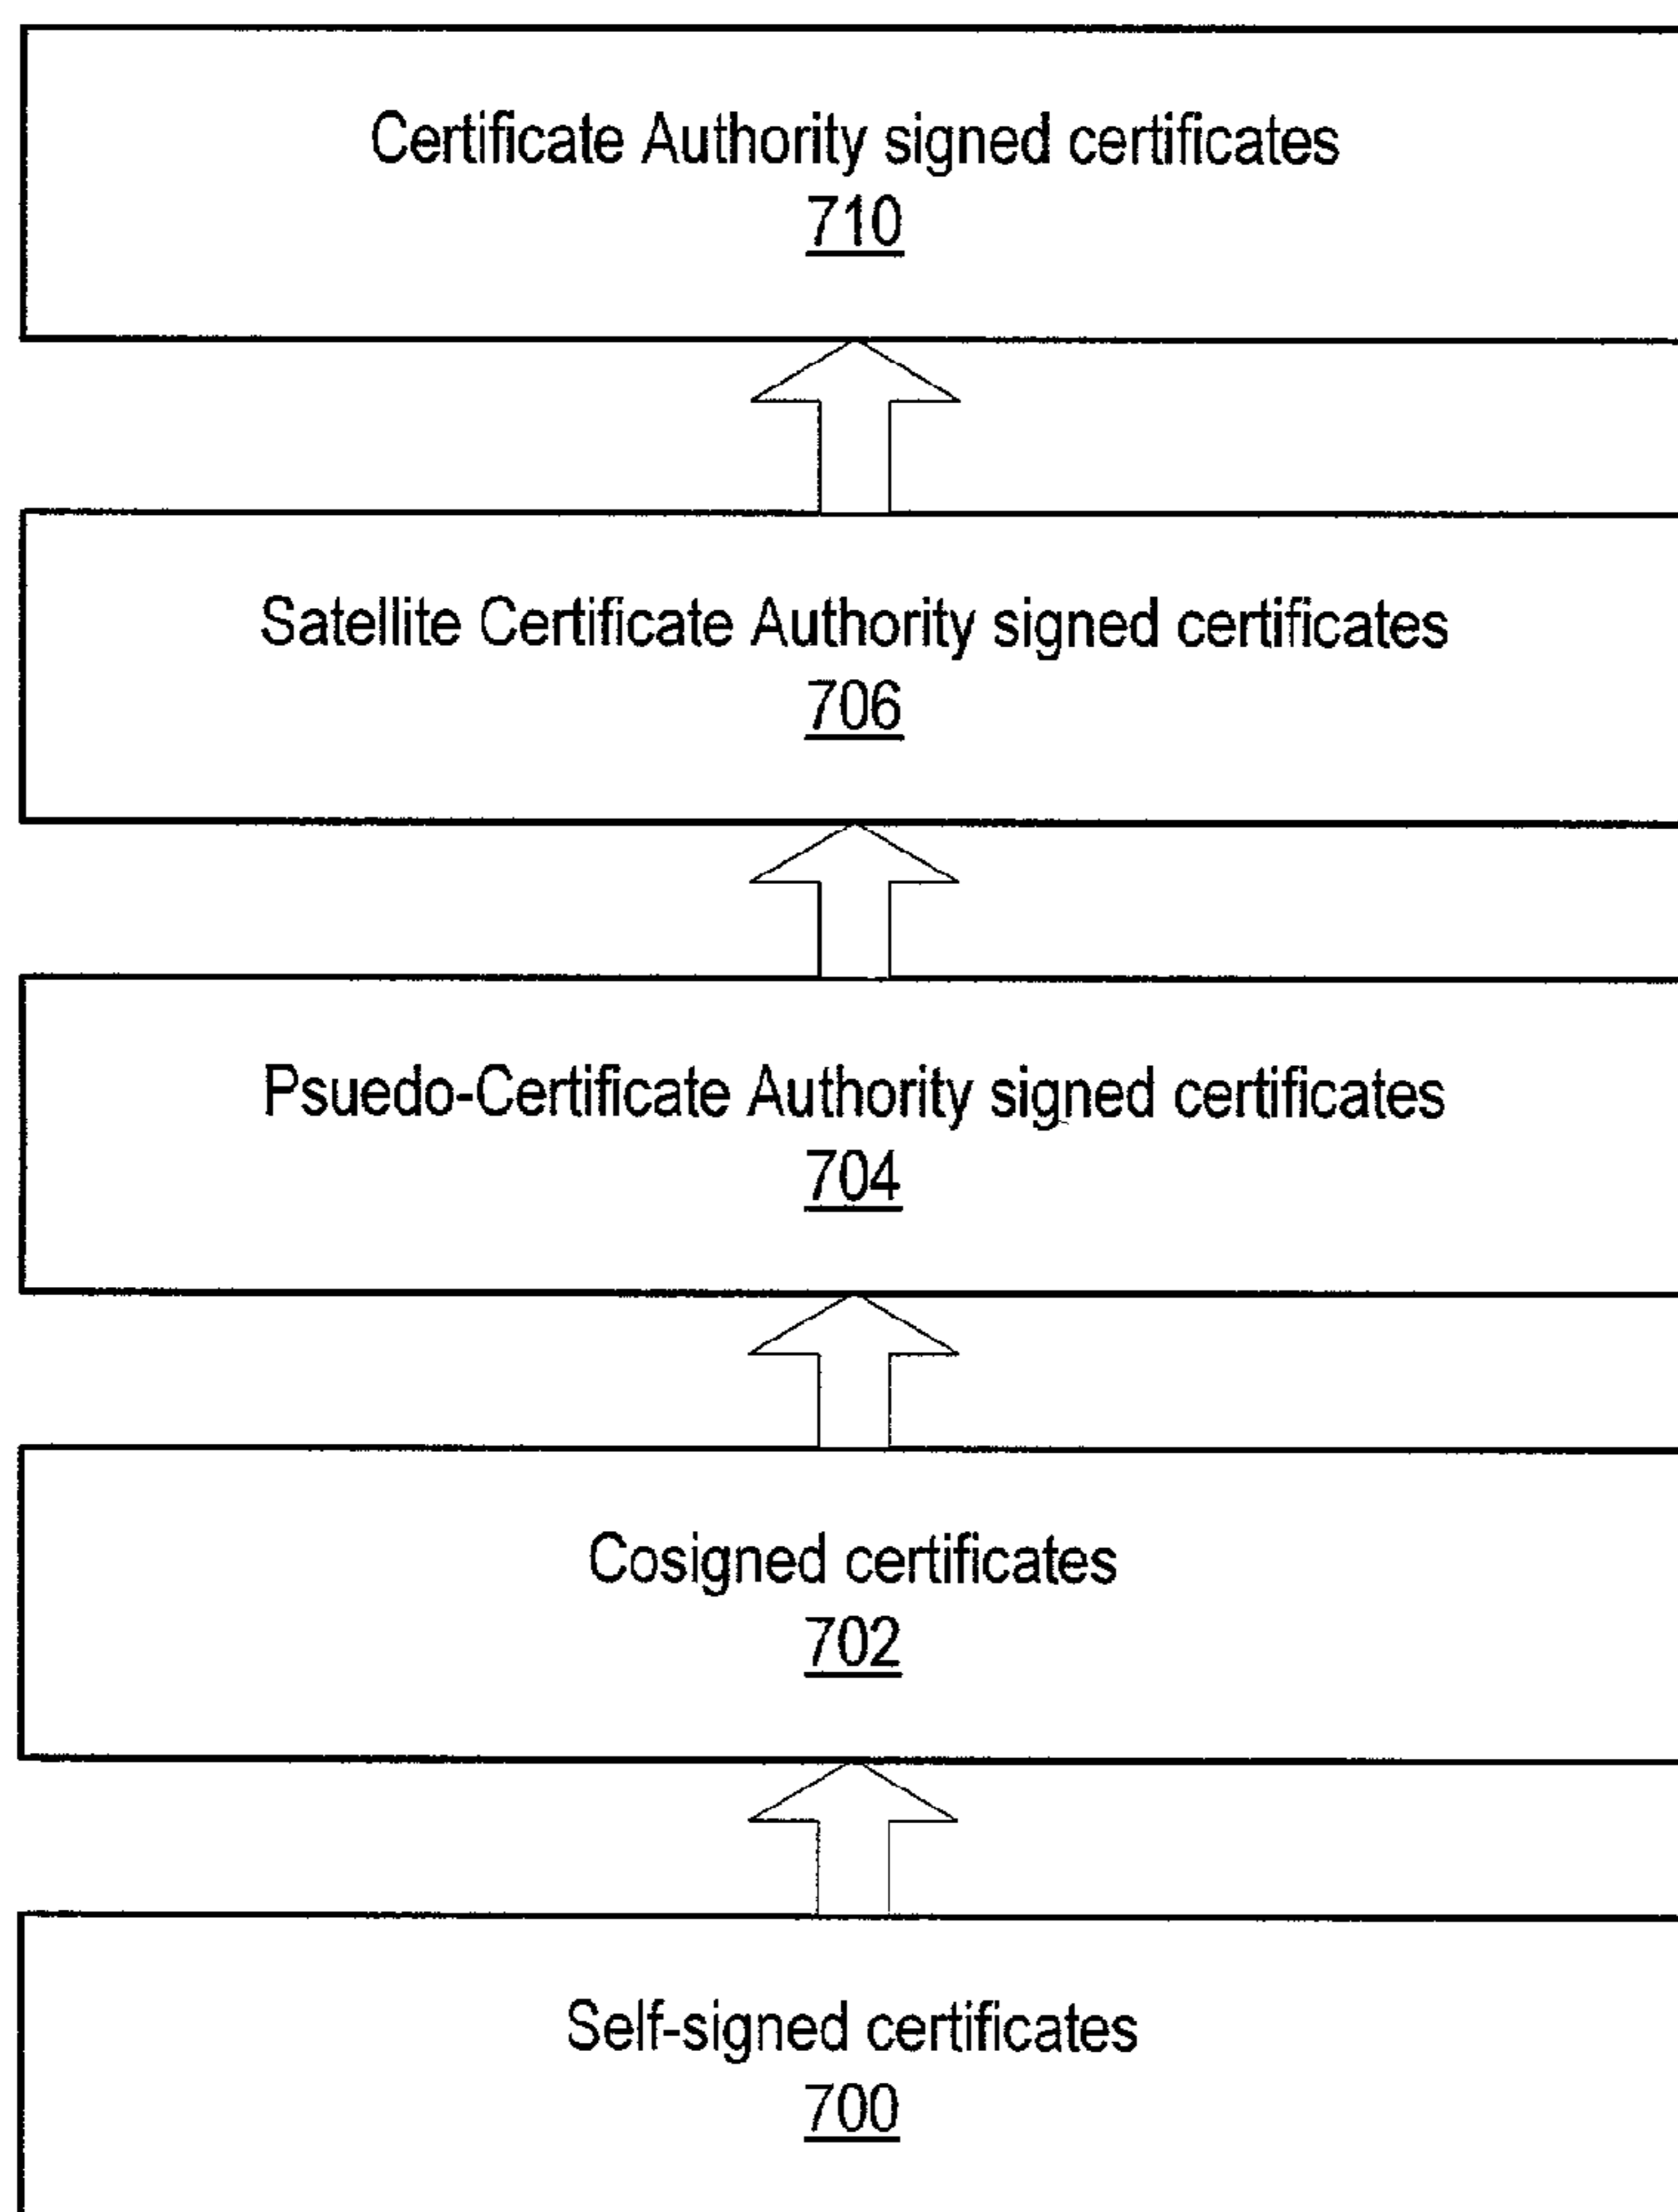 Certificate Authority signed certificates
710
Satellite Certificate Authority signed certificates
706
Psuedo-Certificate Authority signed certificates
704
Cosigned certificates
702
Self-signed certificates
700